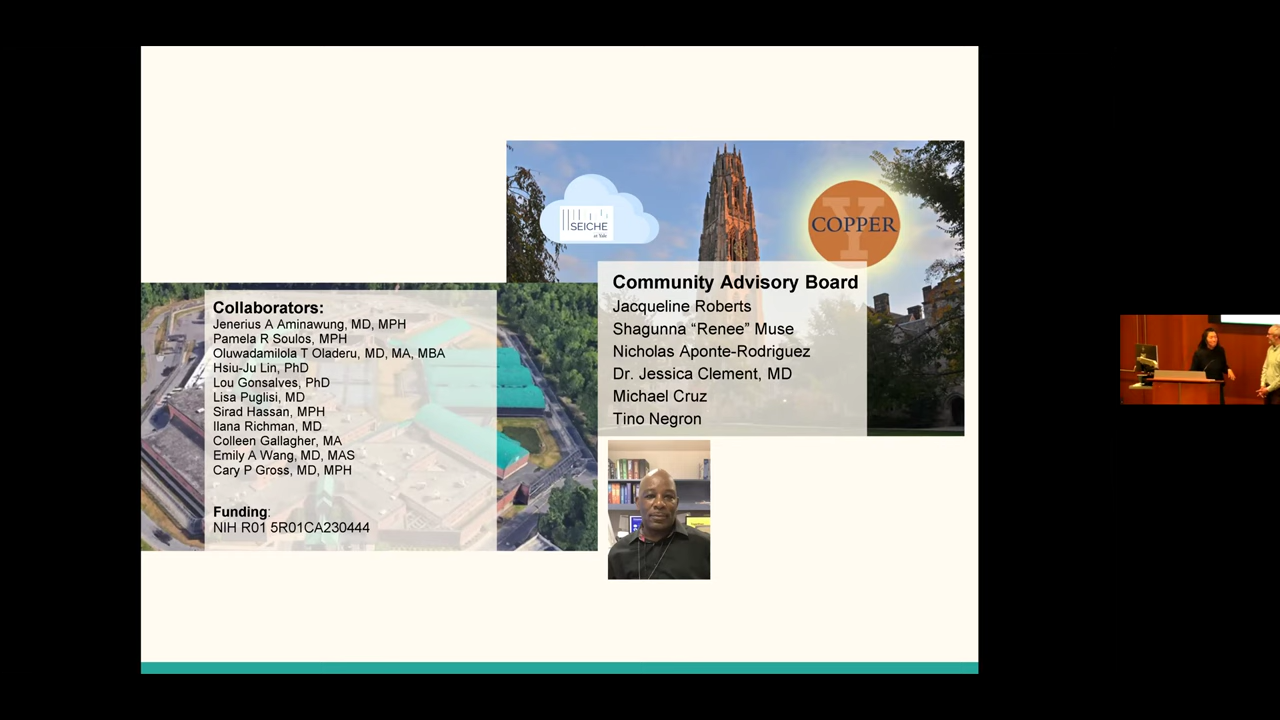 SEICHE
at Yale
Y
COPPER
Collaborators:
Jenerius A Aminawung, MD, MPH
Pamela R Soulos, MPH
Oluwadamilola T Oladeru, MD, MA, MBA
Hsiu-Ju Lin, PhD
Lou Gonsalves, PhD
Lisa Puglisi, MD
Sirad Hassan, MPH
Ilana Richman, MD
Colleen Gallagher, MA
Emily A Wang, MD, MAS
Cary P Gross, MD, MPH
Funding:
NIH R01 5R01CA230444
Community Advisory Board
Jacqueline Roberts
Shagunna “Renee” Muse
Nicholas Aponte-Rodriguez
Dr. Jessica Clement, MD
Michael Cruz
Tino Negron